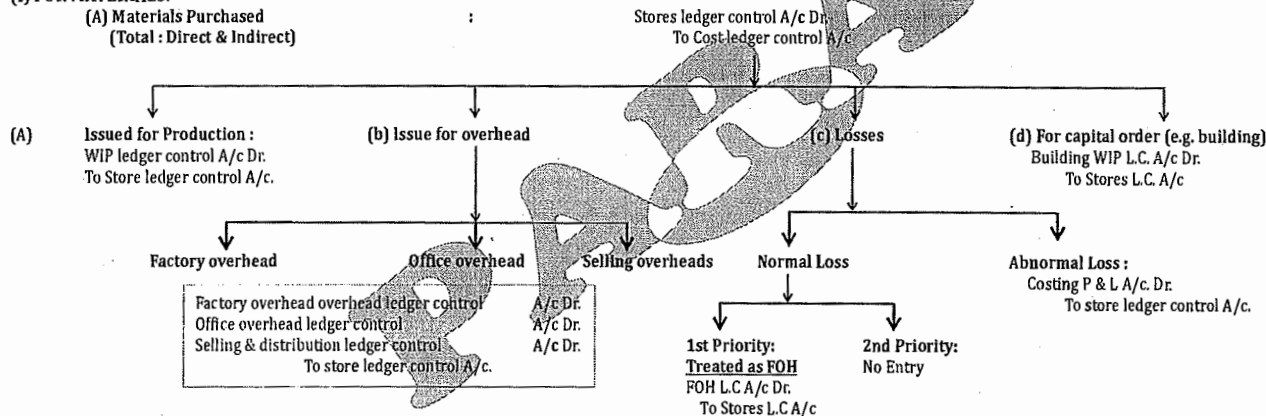 (A) Materials Purchased : Stores ledger control A/c Dr.
(Total : Direct & Indirect) To Cost ledger control A/c
(A) Issued for Production : (b) Issue for overhead (c) Losses (d) For capital order (e.g. building)
WIP ledger control A/c Dr. Building WIP L.C. A/c Dr.
To Store ledger control A/c. To Stores L.C. A/c
Factory overhead Office overhead Selling overheads Normal Loss Abnormal Loss :
Costing P & L A/c. Dr.
To store ledger control A/c.
Factory overhead overhead ledger control A/c Dr.
Office overhead ledger control A/c Dr.
Selling & distribution ledger control A/c Dr.
To store ledger control A/c.
1st Priority: 2nd Priority:
Treated as FOH No Entry
FOH L.C A/c Dr.
To Stores L.C A/c